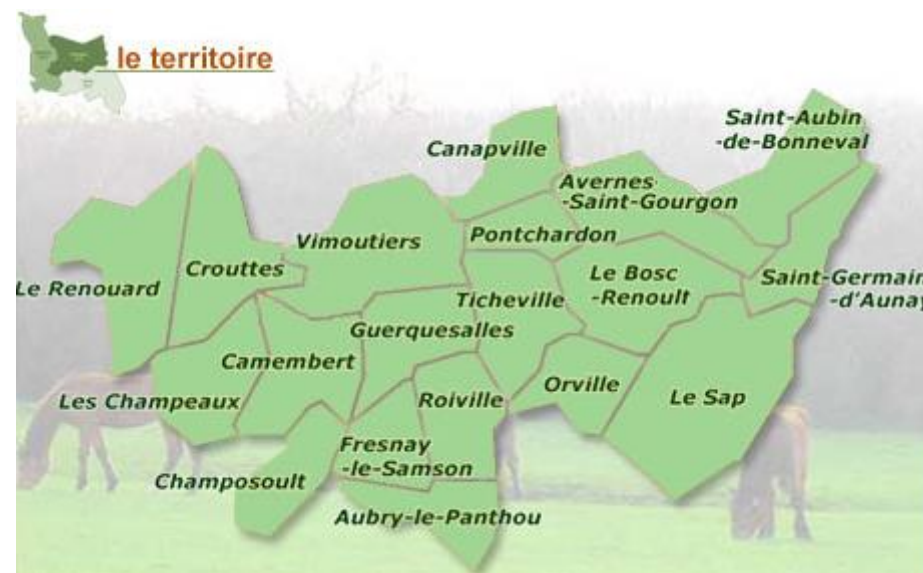 le territoire
Saint-Aubin
-de-Bonneval
Canapville
Avernes
-Saint-Gourgon
Vimoutiers
Pontchardon
Crouttes
Le Renouard
Le Bosc
-Renoult
Saint-Germain
-d'Aunay
Ticheville
Guerquesalles
Camembert
Orville
Le Sap
Les Champeaux
Roiville
Fresnay
-le-Samson
Champosoult
Aubry-le-Panthou